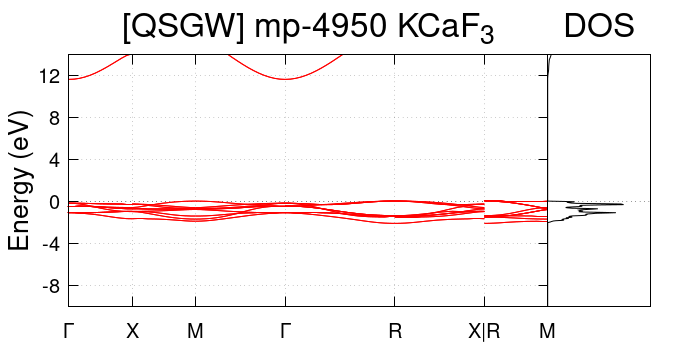 [QSGW] mp-4950 KCaF3 DOS
Energy (eV)
12
8
4
0
-4
-8
Γ X M Γ R X|R M